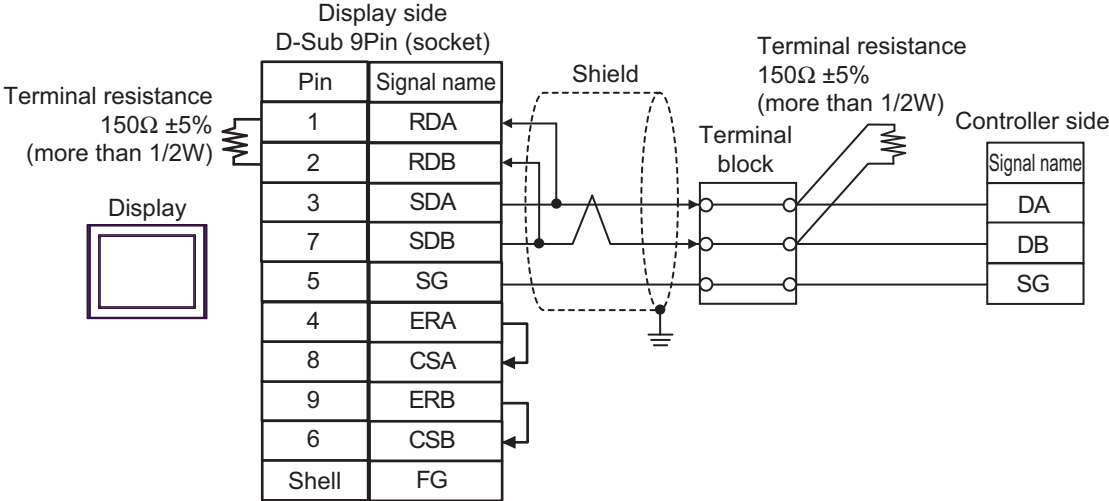 Display side
D-Sub 9Pin (socket)
Terminal resistance
150Ω ±5%
(more than 1/2W)
Display
Pin Signal name
1 RDA
2 RDB
3 SDA
7 SDB
5 SG
4 ERA
8 CSA
9 ERB
6 CSB
Shell FG
Shield
Terminal
block
Terminal resistance
150Ω ±5%
(more than 1/2W)
Controller side
Signal name
DA
DB
SG